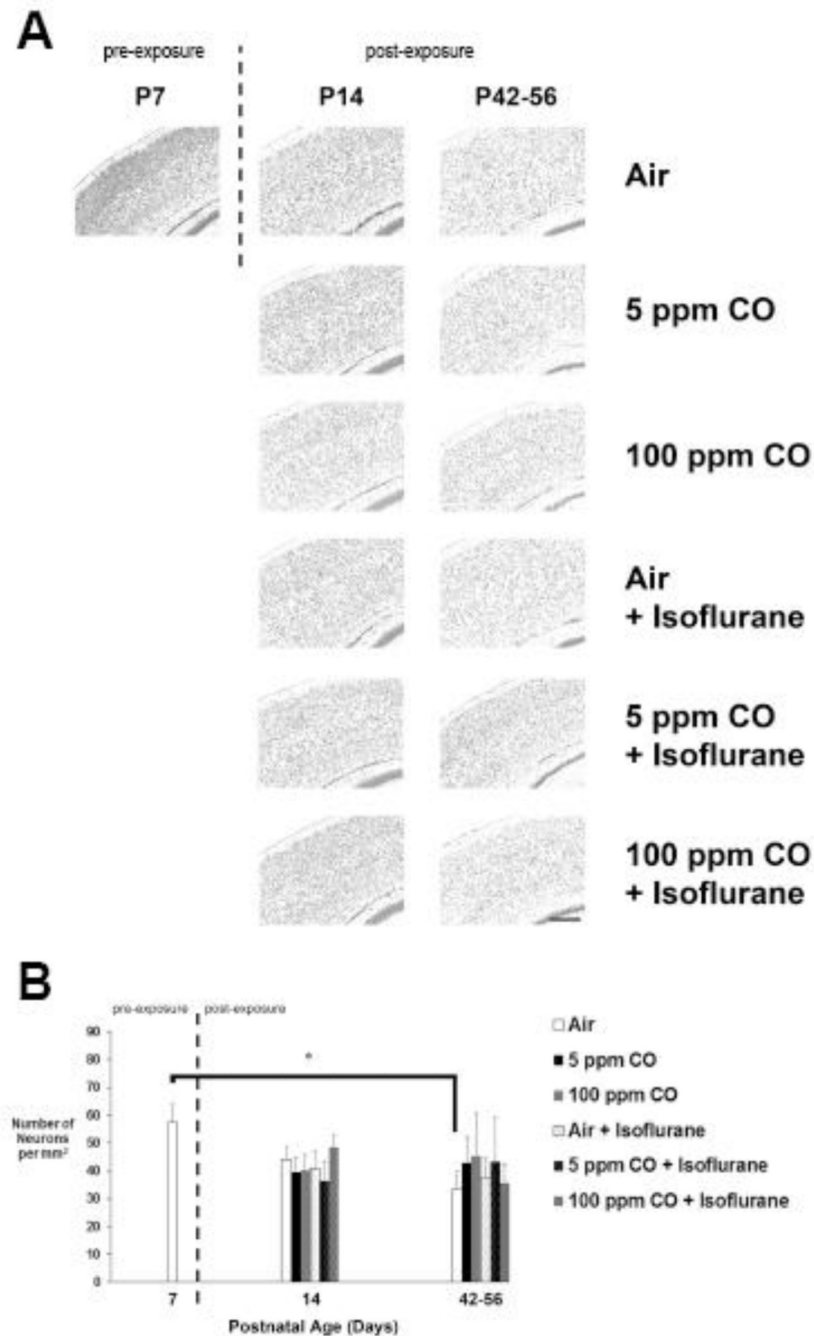 A
pre-exposure
post-exposure
P7
P14
P42-56
Air
5 ppm CO
100 ppm CO
Air
+ Isoflurane
5 ppm CO
+ Isoflurane
100 ppm CO
+ Isoflurane
B
pre-exposure
post-exposure
90
80
70
60
50
40
30
20
10
0
*
Number of
Neurons
per mm²
7
14
42-56
Postnatal Age (Days)
Air
5 ppm CO
100 ppm CO
Air + Isoflurane
5 ppm CO + Isoflurane
100 ppm CO + Isoflurane